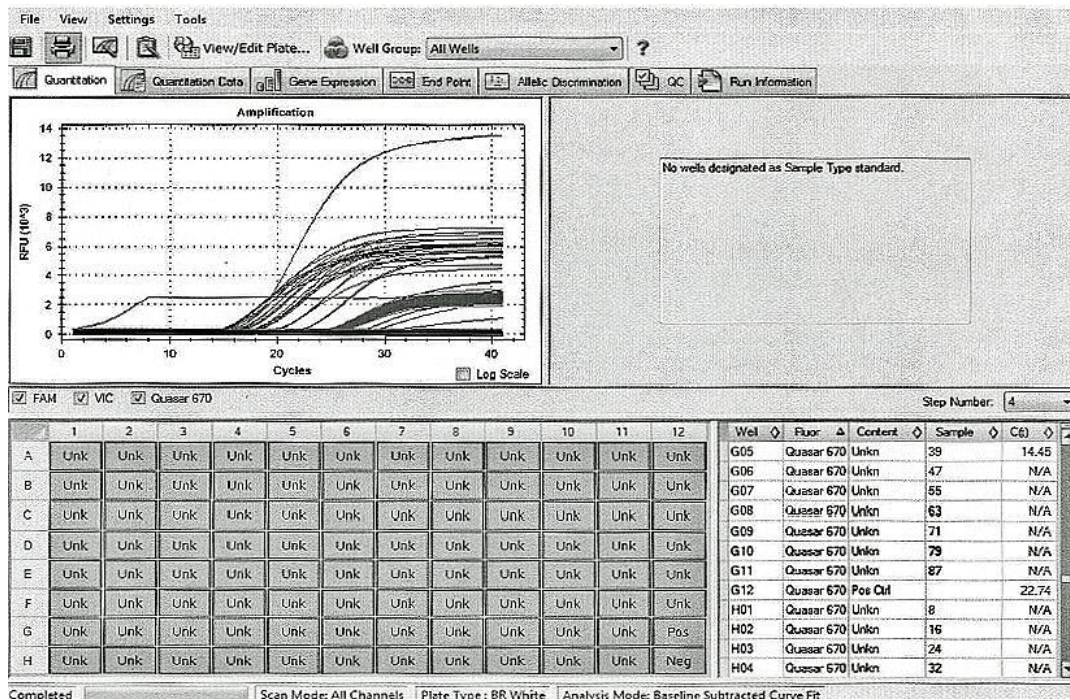 File View Settings Tools
View/Edit Plate... Well Group: All Wells ?
Quantitation Quantitation Data Gene Expression End Point Allelic Discrimination QC Run Information
Amplification
14
12
10
8
6
4
2
0
RFU (10^3)
0 10 20 30 40
Cycles
Log Scale
No wells designated as Sample Type standard.
FAM VIC Quasar 670 Step Number: 4
1 2 3 4 5 6 7 8 9 10 11 12
A Unk Unk Unk Unk Unk Unk Unk Unk Unk Unk Unk Unk
B Unk Unk Unk Unk Unk Unk Unk Unk Unk Unk Unk Unk
C Unk Unk Unk Unk Unk Unk Unk Unk Unk Unk Unk Unk
D Unk Unk Unk Unk Unk Unk Unk Unk Unk Unk Unk Unk
E Unk Unk Unk Unk Unk Unk Unk Unk Unk Unk Unk Unk
F Unk Unk Unk Unk Unk Unk Unk Unk Unk Unk Unk Unk
G Unk Unk Unk Unk Unk Unk Unk Unk Unk Unk Unk Pos
H Unk Unk Unk Unk Unk Unk Unk Unk Unk Unk Unk Neg
Well Fluor Content Sample C(t)
G05 Quasar 670 Unkn 39 14.45
G06 Quasar 670 Unkn 47 N/A
G07 Quasar 670 Unkn 55 N/A
G08 Quasar 670 Unkn 63 N/A
G09 Quasar 670 Unkn 71 N/A
G10 Quasar 670 Unkn 79 N/A
G11 Quasar 670 Unkn 87 N/A
G12 Quasar 670 Pos Ctrl 22.74
H01 Quasar 670 Unkn 8 N/A
H02 Quasar 670 Unkn 16 N/A
H03 Quasar 670 Unkn 24 N/A
H04 Quasar 670 Unkn 32 N/A
Completed Scan Mode: All Channels Plate Type : BR White Analysis Mode: Baseline Subtracted Curve Fit